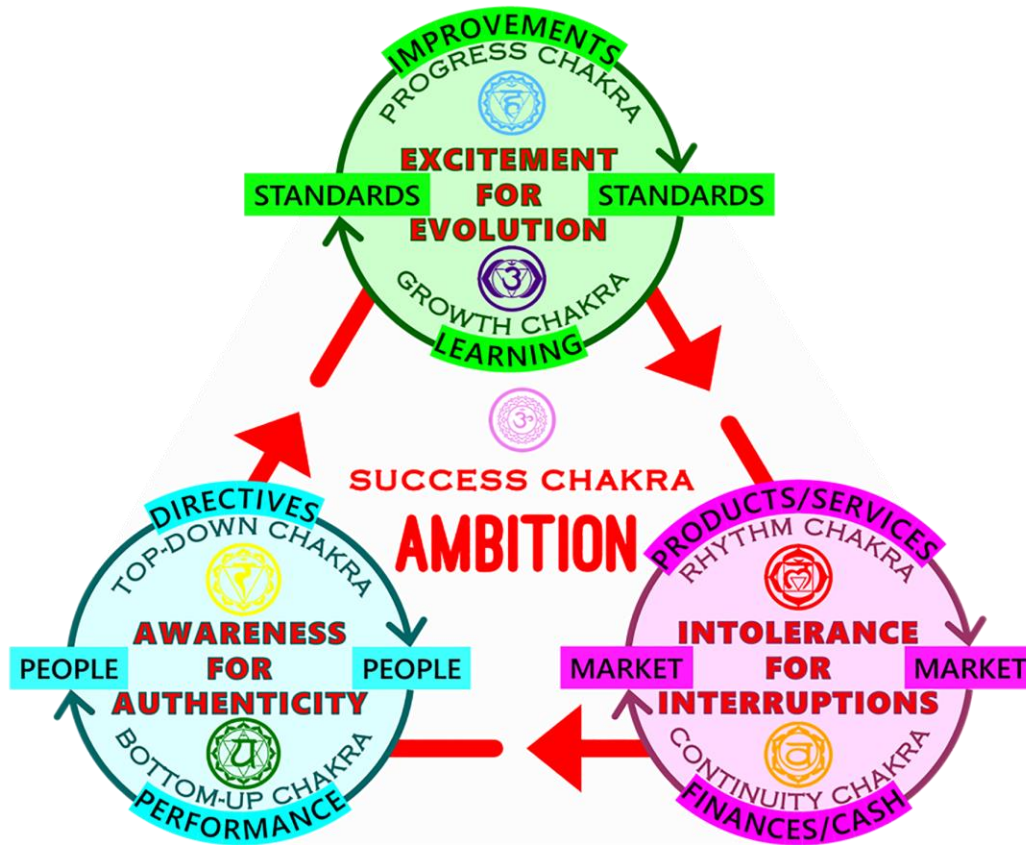 IMPROVEMENTS
PROGRESS CHAKRA
EXCITEMENT
FOR
EVOLUTION
STANDARDS
STANDARDS
GROWTH CHAKRA
LEARNING
SUCCESS CHAKRA
AMBITION
DIRECTIVES
TOP-DOWN CHAKRA
AWARENESS
FOR
AUTHENTICITY
PEOPLE
PEOPLE
BOTTOM-UP CHAKRA
PERFORMANCE
PRODUCTS/SERVICES
RHYTHM CHAKRA
INTOLERANCE
FOR
INTERRUPTIONS
MARKET
MARKET
CONTINUITY CHAKRA
FINANCES/CASH